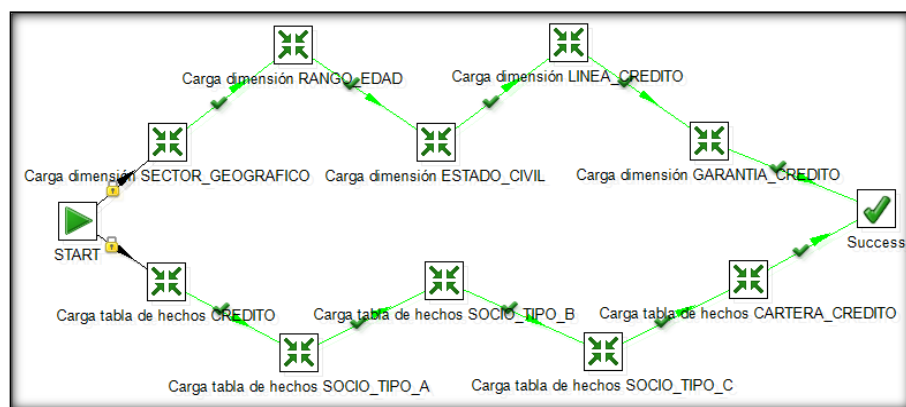 Carga dimensión RANGO_EDAD
Carga dimensión LINEA_CREDITO
Carga dimensión SECTOR_GEOGRAFICO
Carga dimensión ESTADO_CIVIL
Carga dimensión GARANTIA_CREDITO
START
Success
Carga tabla de hechos CREDITO
Carga tabla de hechos SOCIO_TIPO_B
Carga tabla de hechos CARTERA_CREDITO
Carga tabla de hechos SOCIO_TIPO_A
Carga tabla de hechos SOCIO_TIPO_C